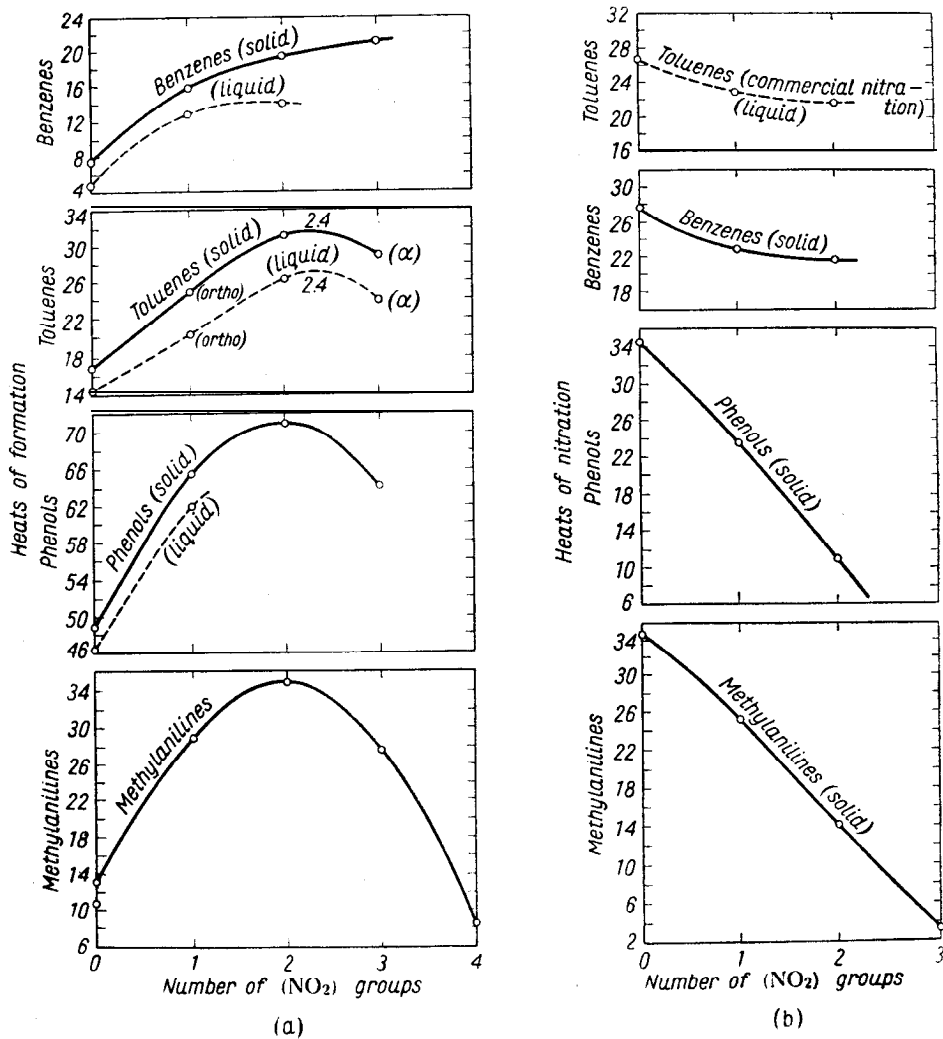 24
20
16
12
8
4
Benzenes
Benzenes (solid)
(liquid)
34
30
26
22
18
14
Toluenes
Toluenes (solid)
2.4
(α)
(liquid)
2.4
(α)
(ortho)
(ortho)
Heats of formation
Phenols
70
66
62
58
54
50
46
Phenols (solid)
(liquid)
Methylanilines
34
30
26
22
18
14
10
6
Methylanilines
0 1 2 3 4
Number of (NO₂) groups
(a)
32
28
24
20
16
Toluenes
Toluenes (commercial nitra-
tion)
(liquid)
30
26
22
18
Benzenes
Benzenes (solid)
Heats of nitration
Phenols
34
30
26
22
18
14
10
6
Phenols (solid)
Methylanilines
34
30
26
22
18
14
10
6
2
Methylanilines (solid)
0 1 2 3
Number of (NO₂) groups
(b)